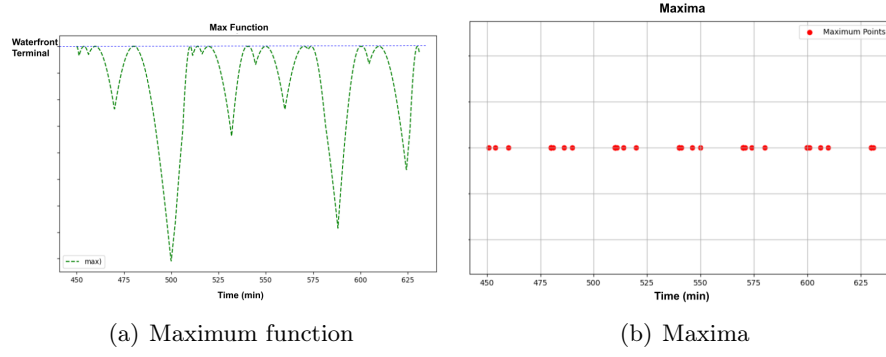 Max Function
Waterfront
Terminal
max)
450 475 500 525 550 575 600 625
Time (min)
(a) Maximum function
Maxima
Maximum Points
450 475 500 525 550 575 600 625
Time (min)
(b) Maxima